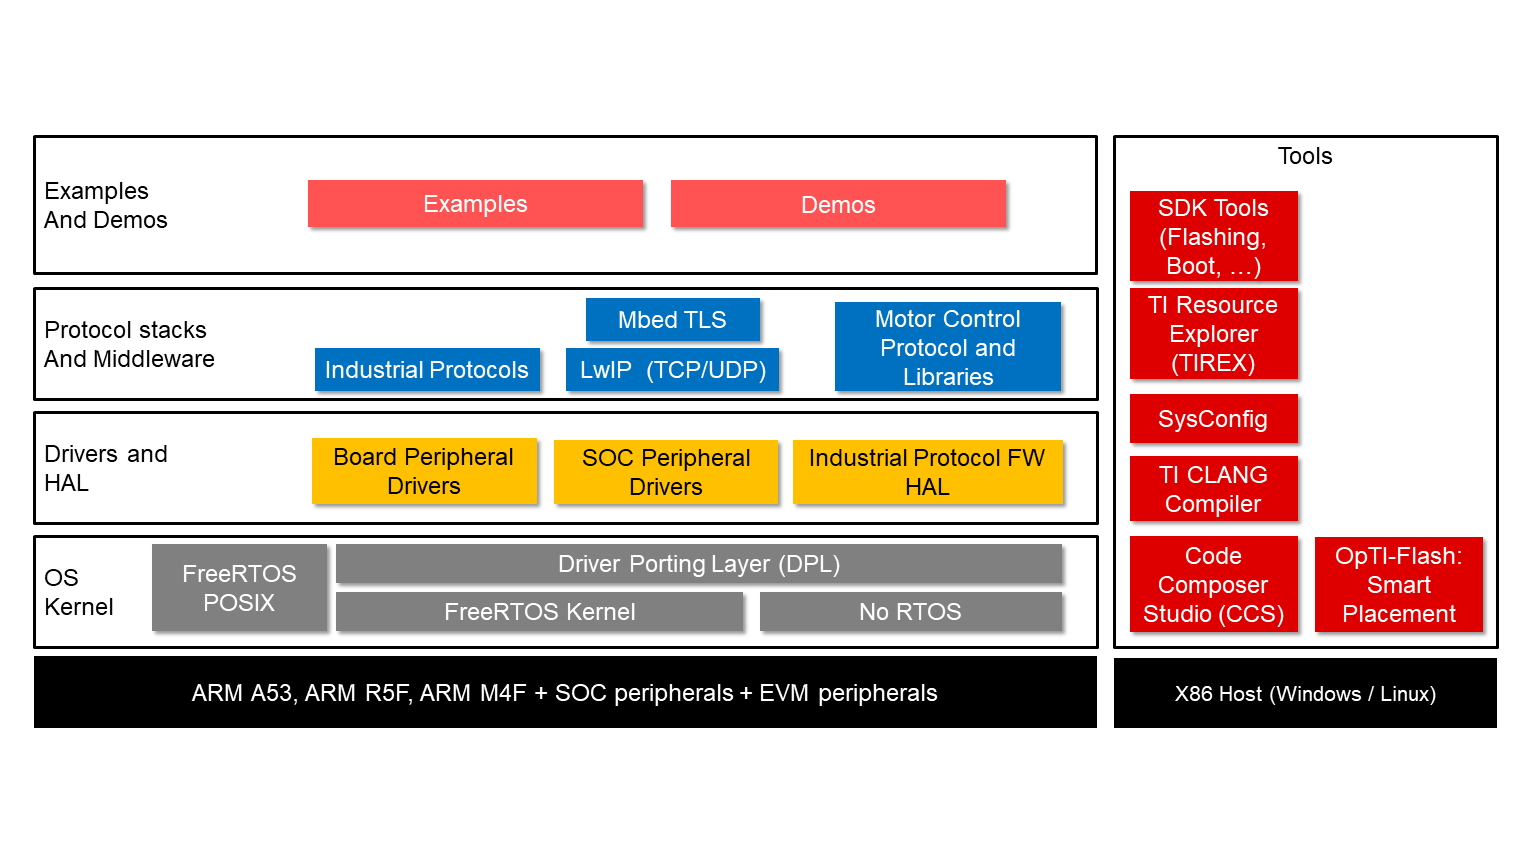 Examples
And Demos
Examples
Demos
Protocol stacks
And Middleware
Industrial Protocols
Mbed TLS
LwIP (TCP/UDP)
Motor Control
Protocol and
Libraries
Drivers and
HAL
Board Peripheral
Drivers
SOC Peripheral
Drivers
Industrial Protocol FW
HAL
OS
Kernel
FreeRTOS
POSIX
Driver Porting Layer (DPL)
FreeRTOS Kernel
No RTOS
ARM A53, ARM R5F, ARM M4F + SOC peripherals + EVM peripherals
Tools
SDK Tools
(Flashing,
Boot, …)
TI Resource
Explorer
(TIREX)
SysConfig
TI CLANG
Compiler
Code
Composer
Studio (CCS)
OpTI-Flash:
Smart
Placement
X86 Host (Windows / Linux)